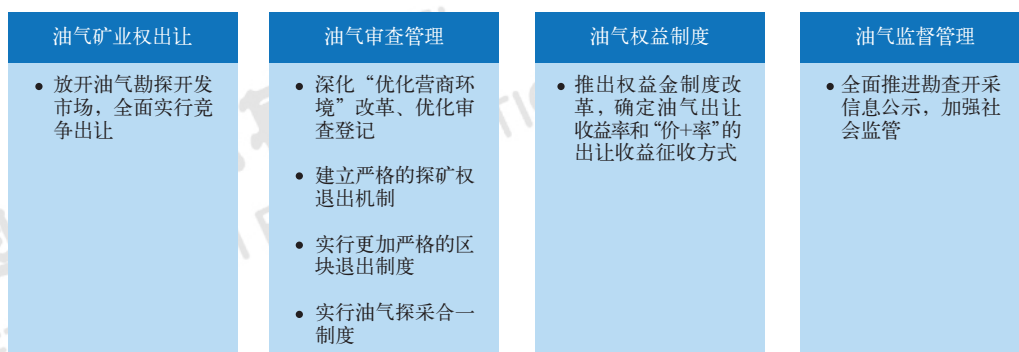 油气矿业权出让
● 放开油气勘探开发
市场，全面实行竞
争出让
油气审查管理
● 深化“优化营商环
境”改革、优化审
查登记
● 建立严格的探矿权
退出机制
● 实行更加严格的区
块退出制度
● 实行油气探采合一
制度
油气权益制度
● 推出权益金制度改
革，确定油气出让
收益率和“价+率”的
出让收益征收方式
油气监督管理
● 全面推进勘查开采
信息公示，加强社
会监管